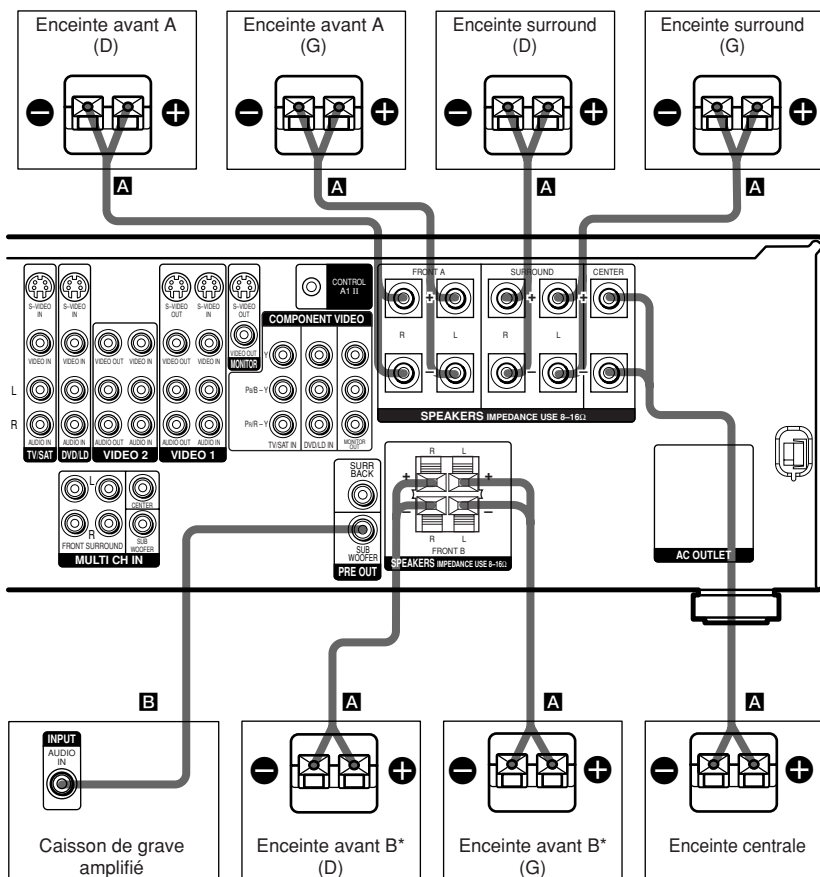 Enceinte avant A
(D)
Enceinte avant A
(G)
Enceinte surround
(D)
Enceinte surround
(G)
A
A
A
A
S-VIDEO
IN
S-VIDEO
IN
S-VIDEO
OUT
S-VIDEO
IN
S-VIDEO
OUT
CONTROL
A1 II
FRONT A
SURROUND
CENTER
COMPONENT VIDEO
VIDEO IN
VIDEO IN
VIDEO OUT
VIDEO IN
VIDEO OUT
VIDEO IN
VIDEO OUT
MONITOR
Y
+
+
+
R
L
R
L
L
PB/B – Y
–
–
–
R
PR/R – Y
SPEAKERS IMPEDANCE USE 8–16Ω
AUDIO IN
AUDIO IN
AUDIO OUT
AUDIO IN
AUDIO OUT
AUDIO IN
TV/SAT IN
DVD/LD IN
MONITOR
OUT
TV/SAT
DVD/LD
VIDEO 2
VIDEO 1
L
R
CENTER
FRONT SURROUND
SUB
WOOFER
MULTI CH IN
SURR
BACK
SUB
WOOFER
PRE OUT
R
L
+
+
–
–
R
L
FRONT B
SPEAKERS IMPEDANCE USE 8–16Ω
AC OUTLET
B
A
A
A
INPUT
AUDIO
IN
Caisson de grave
amplifié
Enceinte avant B*
(D)
Enceinte avant B*
(G)
Enceinte centrale